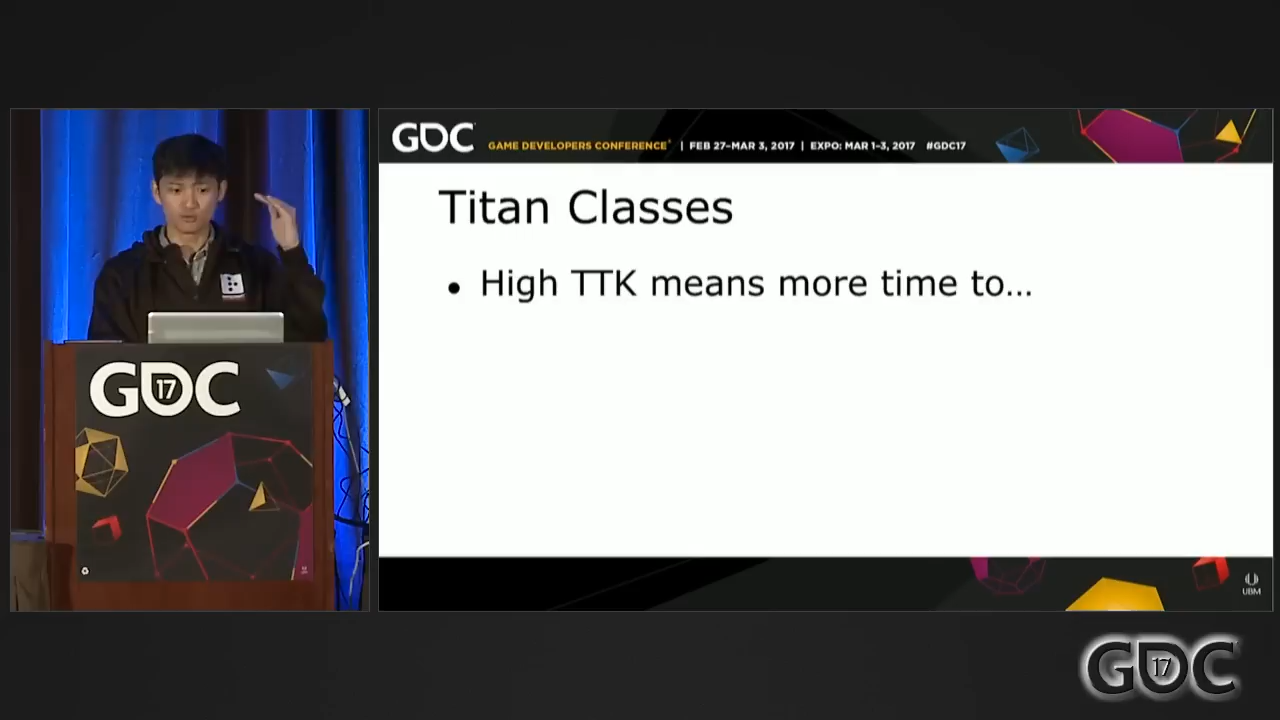 GDC GAME DEVELOPERS CONFERENCE® | FEB 27–MAR 3, 2017 | EXPO: MAR 1–3, 2017 #GDC17
Titan Classes
• High TTK means more time to…
GDC 17
UBM
GDC 17